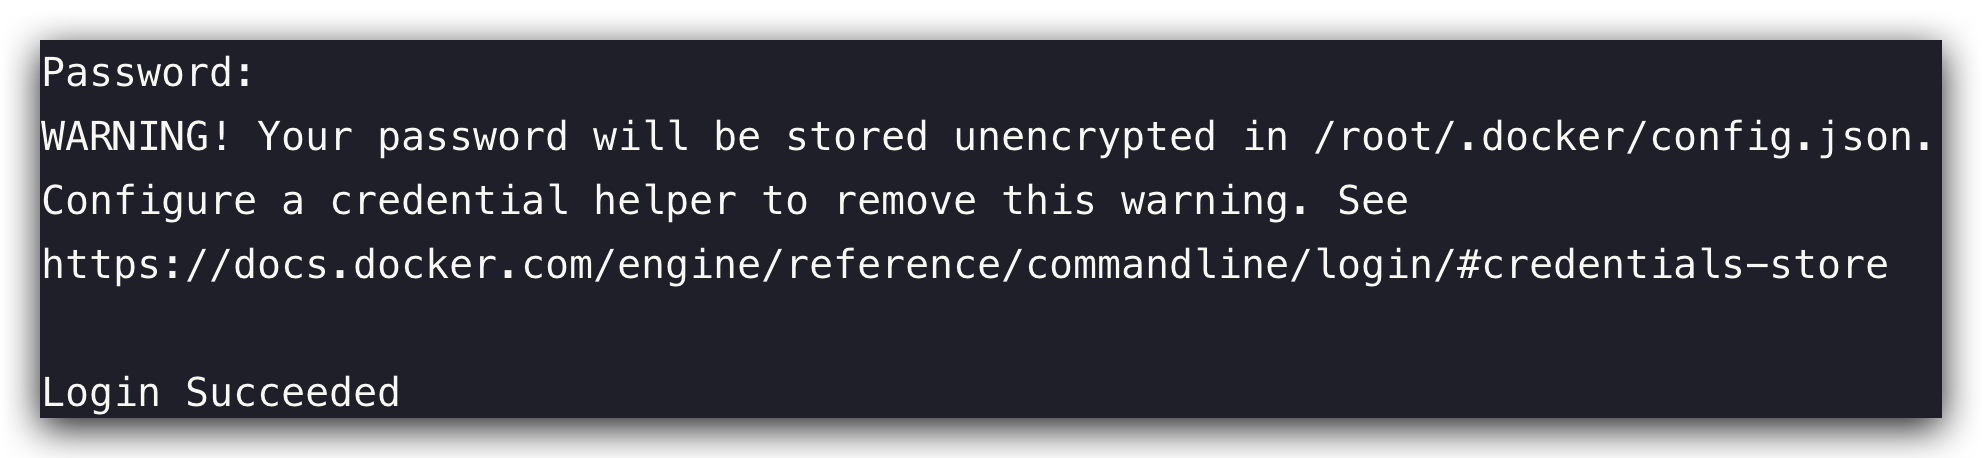 Password:
WARNING! Your password will be stored unencrypted in /root/.docker/config.json.
Configure a credential helper to remove this warning. See
https://docs.docker.com/engine/reference/commandline/login/#credentials-store

Login Succeeded